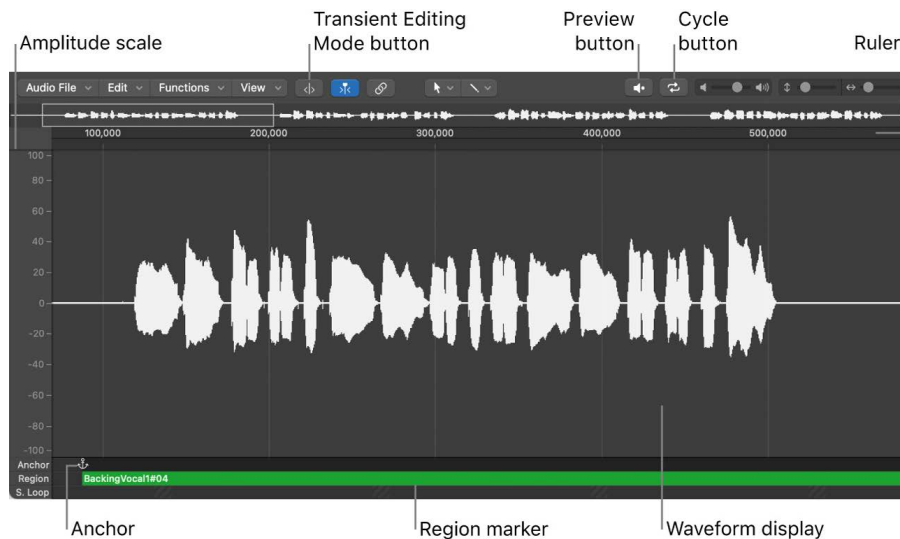 Amplitude scale
Transient Editing
Mode button
Preview
button
Cycle
button
Ruler
Audio File
Edit
Functions
View
100,000
200,000
300,000
400,000
500,000
100
80
60
40
20
0
-20
-40
-60
-80
-100
Anchor
Region
BackingVocal1#04
S. Loop
Anchor
Region marker
Waveform display